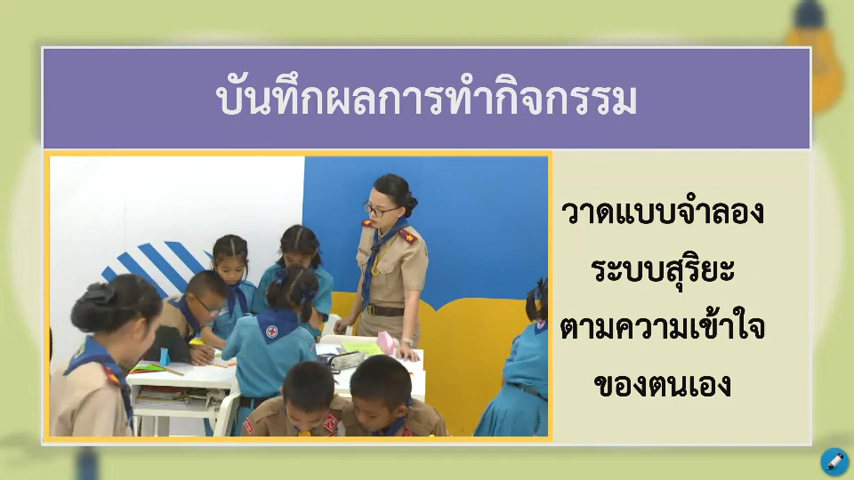 บันทึกผลการทำกิจกรรม
วาดแบบจำลอง
ระบบสุริยะ
ตามความเข้าใจ
ของตนเอง